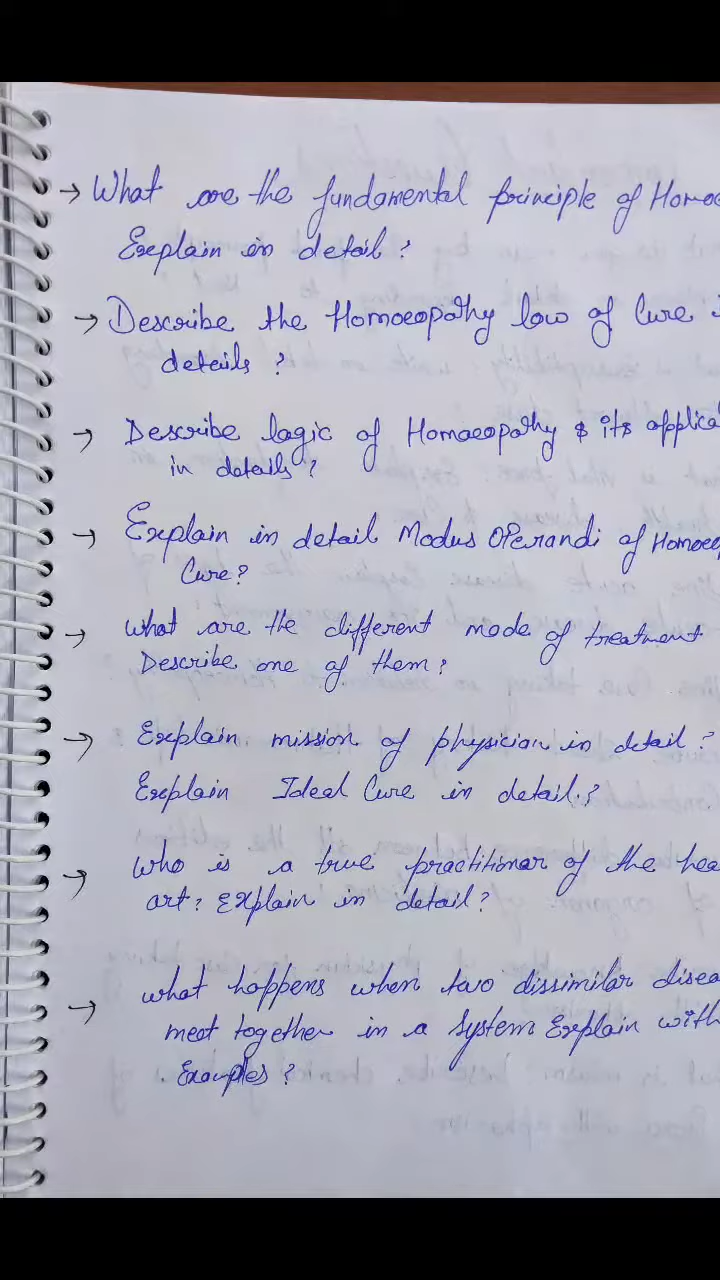 → What are the fundamental principle of Homoe
Explain in detail?
→ Describe the Homoeopathy low of Cure i
details?
→ Describe logic of Homoeopathy & its applica
in details?
→ Explain in detail Modus Operandi of Homoeo
Cure?
→ What are the different mode of treatment
Describe one of them?
→ Explain mission of physician in detail?
Explain Ideal Cure in detail?
→ Who is a true practitionar of the hea
art? Explain in detail?
→ what happens when two dissimilar disea
meet together in a system Explain with
Examples?